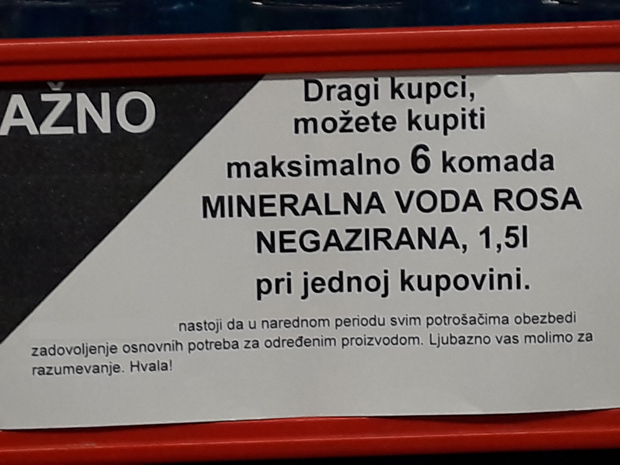 AŽNO
Dragi kupci,
možete kupiti
maksimalno 6 komada
MINERALNA VODA ROSA
NEGAZIRANA, 1,5l
pri jednoj kupovini.
nastoji da u narednom periodu svim potrošačima obezbedi
zadovoljenje osnovnih potreba za određenim proizvodom. Ljubazno vas molimo za
razumevanje. Hvala!